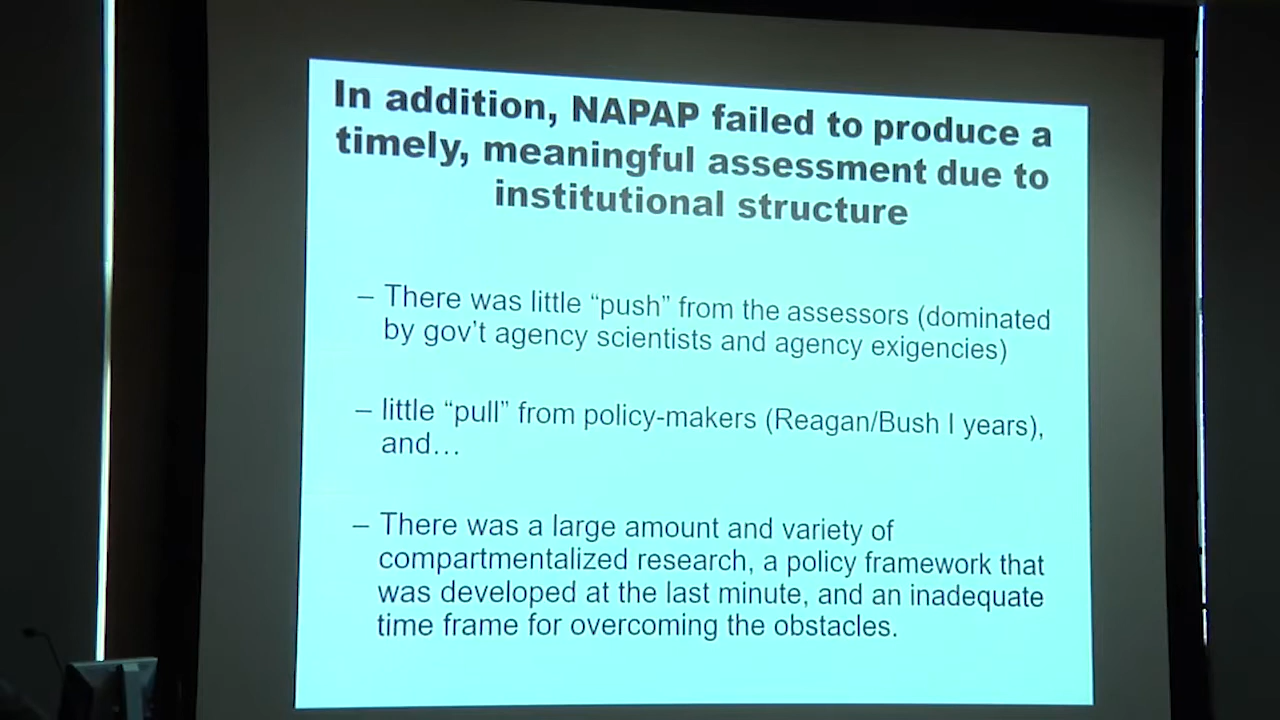 In addition, NAPAP failed to produce a
timely, meaningful assessment due to
institutional structure
– There was little “push” from the assessors (dominated
by gov’t agency scientists and agency exigencies)
– little “pull” from policy-makers (Reagan/Bush I years),
and…
– There was a large amount and variety of
compartmentalized research, a policy framework that
was developed at the last minute, and an inadequate
time frame for overcoming the obstacles.